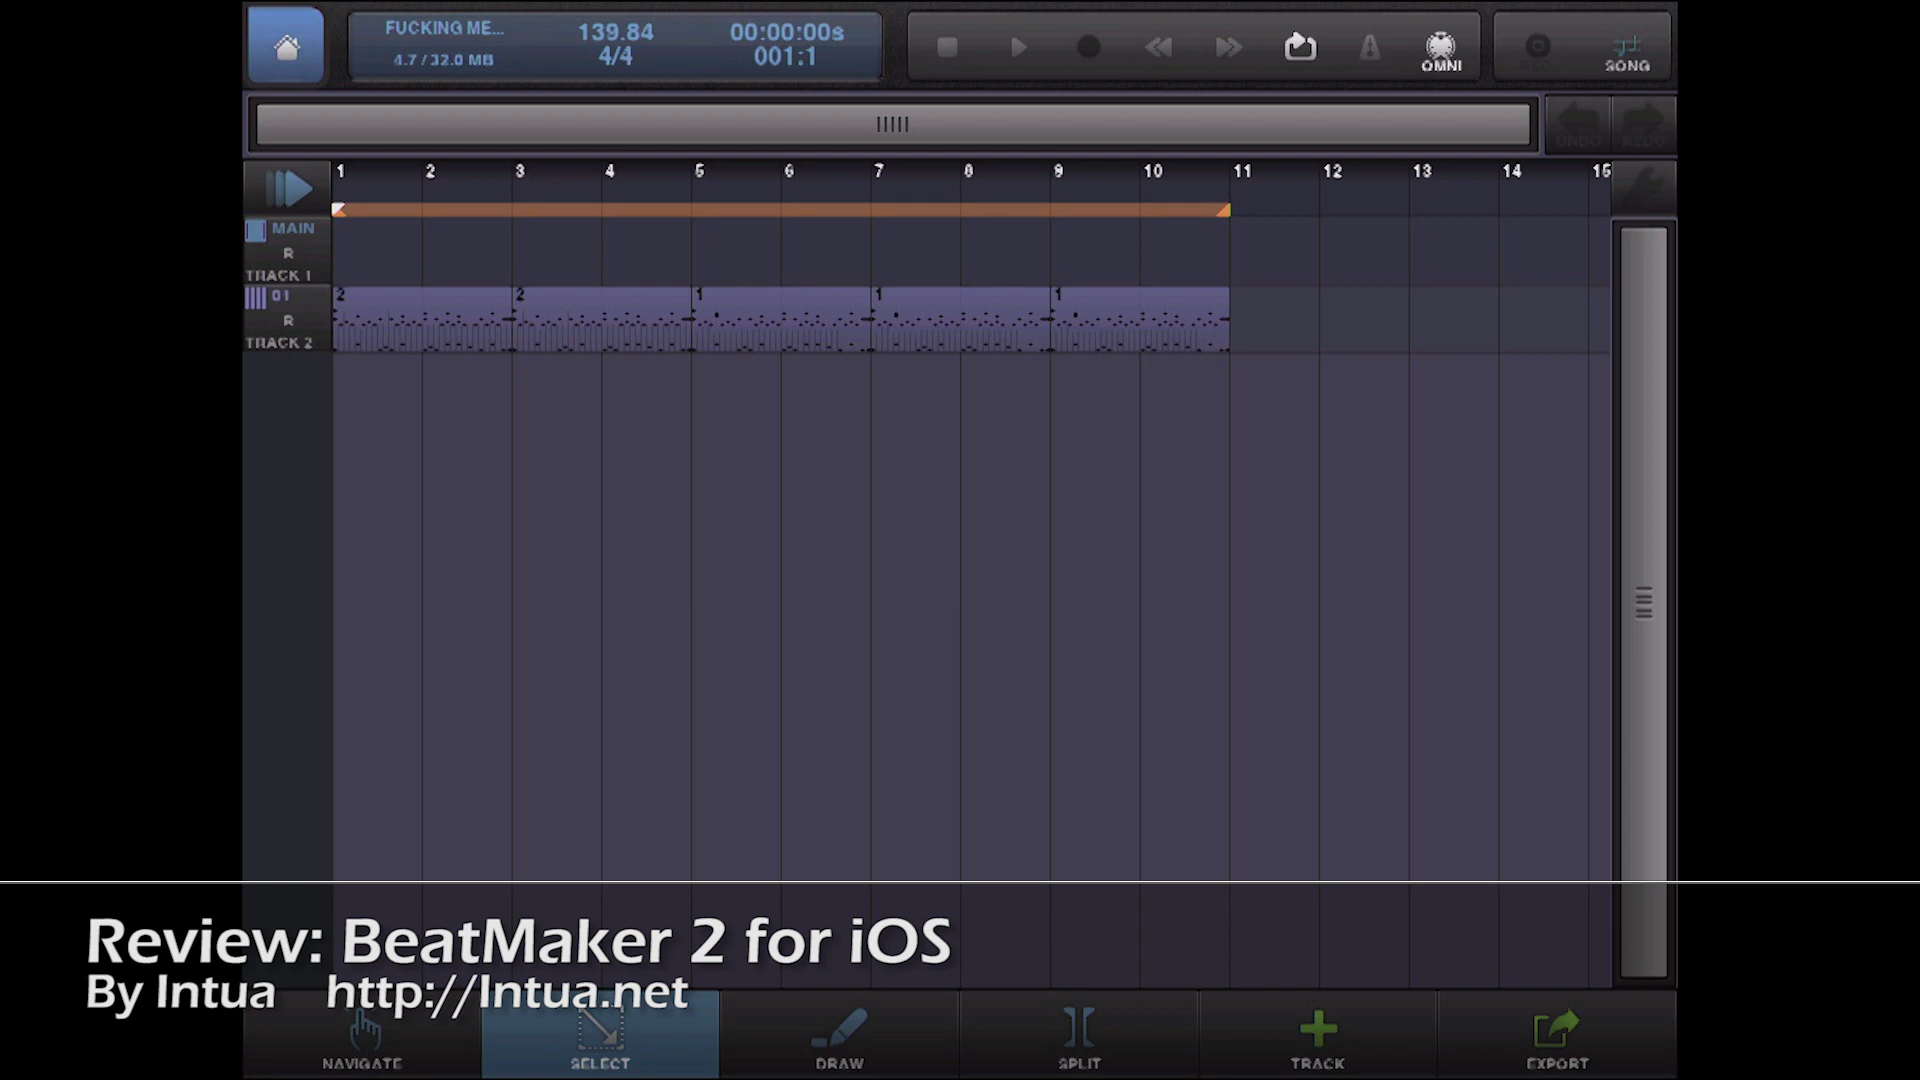 FUCKING ME...
139.84
00:00:00s
4.7 / 32.0 MB
4/4
001:1
OMNI
SONG
UNDO
REDO
1 2 3 4 5 6 7 8 9 10 11 12 13 14 15
MAIN
R
TRACK 1
01
R
TRACK 2
2 2 1 1 1
Review: BeatMaker 2 for iOS
By Intua http://Intua.net
NAVIGATE
SELECT
DRAW
SPLIT
TRACK
EXPORT